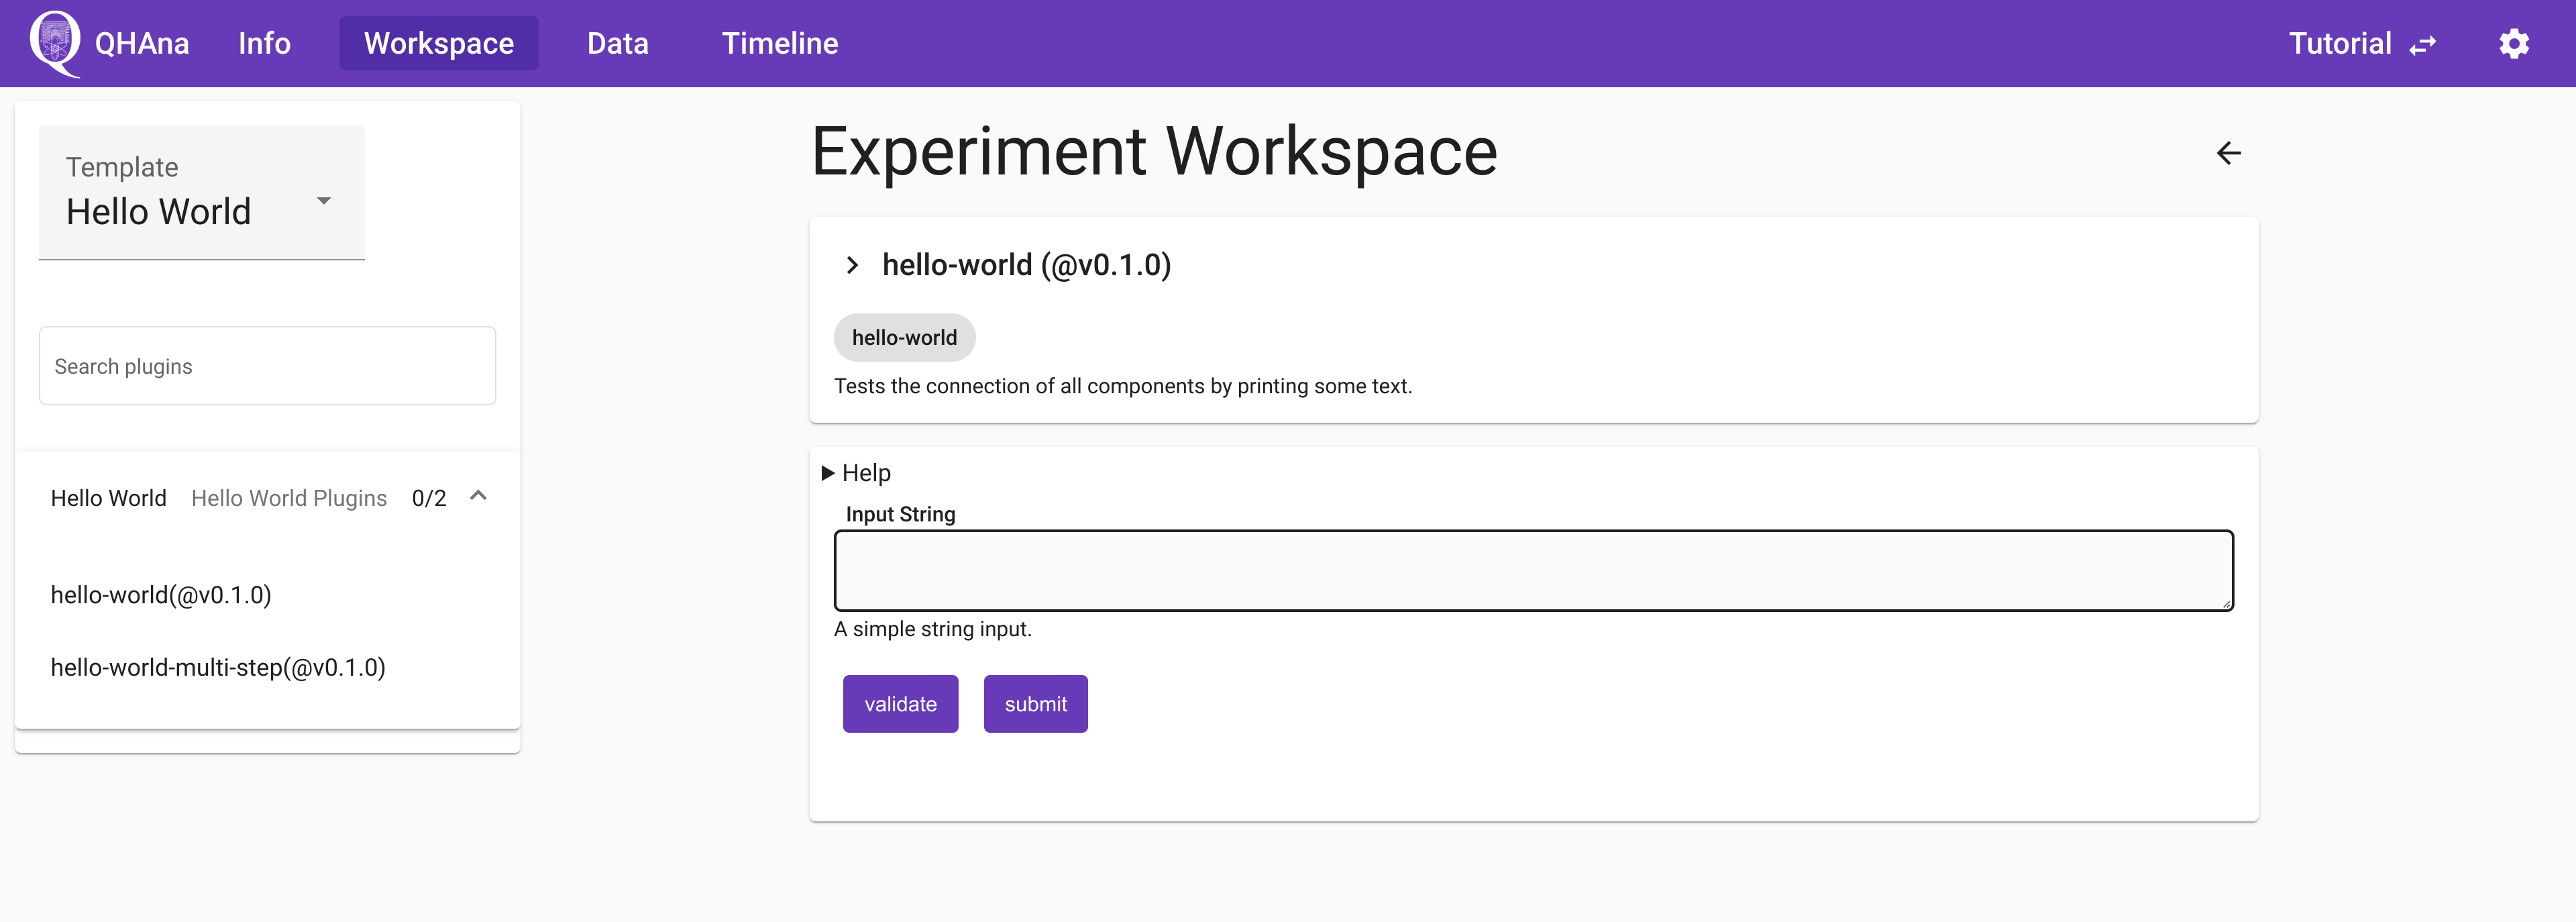 QHAna Info Workspace Data Timeline Tutorial
Template
Hello World
Search plugins
Hello World Hello World Plugins 0/2
hello-world(@v0.1.0)
hello-world-multi-step(@v0.1.0)
Experiment Workspace
hello-world (@v0.1.0)
hello-world
Tests the connection of all components by printing some text.
Help
Input String
A simple string input.
validate submit